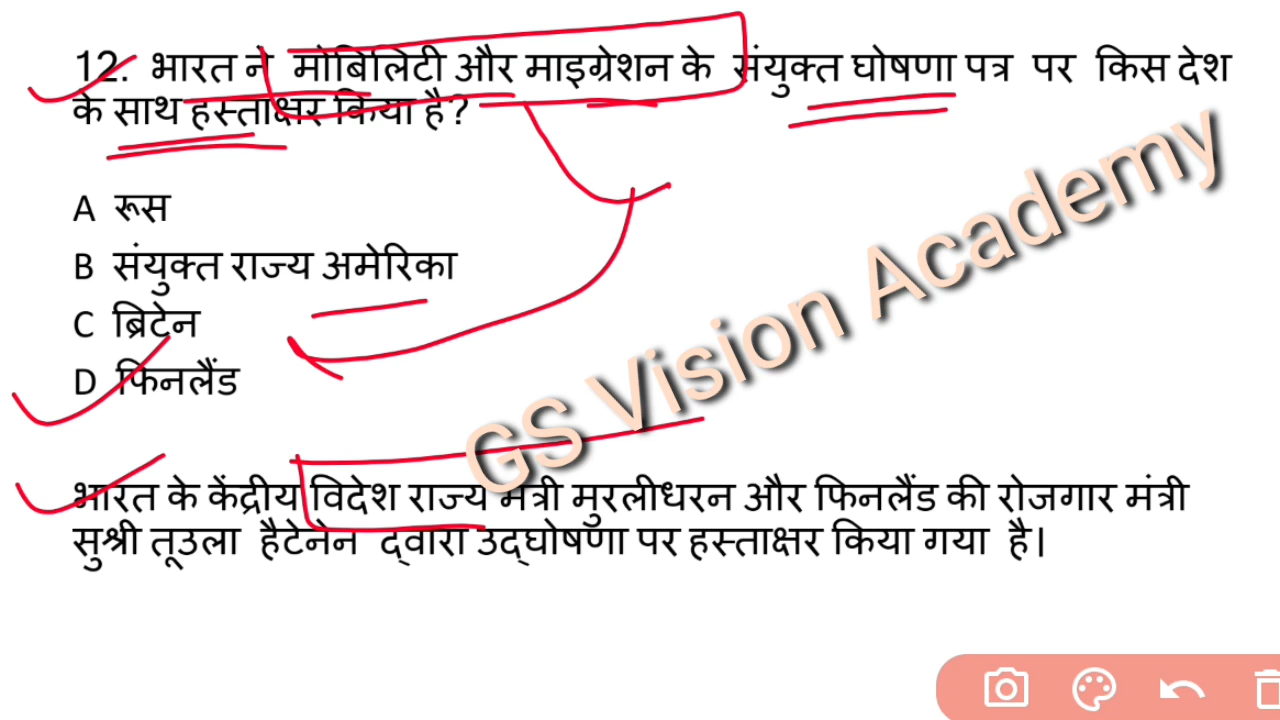 12. भारत ने मोबिलिटी और माइग्रेशन के संयुक्त घोषणा पत्र पर किस देश
के साथ हस्ताक्षर किया है?
A रूस
B संयुक्त राज्य अमेरिका
C ब्रिटेन
D फिनलैंड
GS Vision Academy
भारत के केंद्रीय विदेश राज्य मंत्री मुरलीधरन और फिनलैंड की रोजगार मंत्री
सुश्री तूउला हैटेनेन द्वारा उद्घोषणा पर हस्ताक्षर किया गया है।